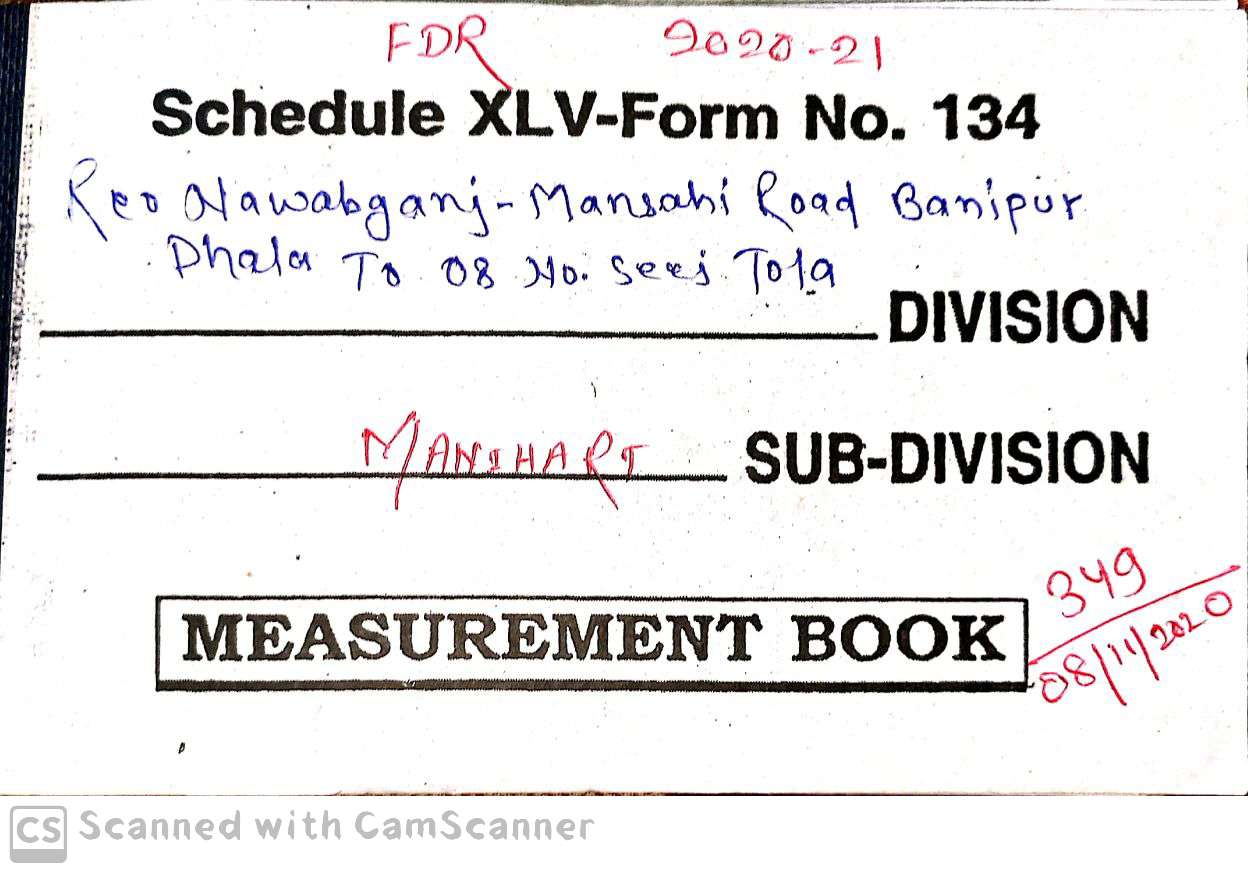 FDR 2020-21
Schedule XLV-Form No. 134
Reo Nawabganj-Mansahi Road Banipur
Dhala To 08 No. Seej Tola
DIVISION
MANIHARI SUB-DIVISION
MEASUREMENT BOOK
349
08/11/2020
CS Scanned with CamScanner